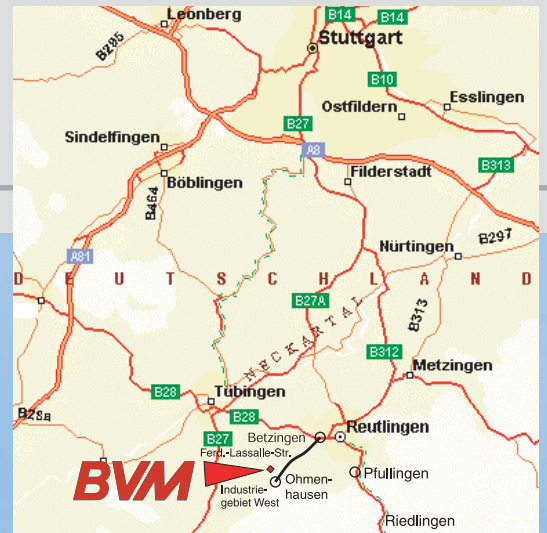 Leonberg
B14
B14
Stuttgart
B295
B10
Ostfildern
Esslingen
B27
Sindelfingen
A8
Filderstadt
B313
Böblingen
B464
Nürtingen
B297
A81
DEUTSCHLAND
B27A
NECKARTAL
B313
B312
Metzingen
B28
Tübingen
B28a
B28
Reutlingen
Betzingen
B27
Ferd.-Lassalle-Str.
BVM
Pfullingen
Industrie-
gebiet West
Ohmen-
hausen
Riedlingen